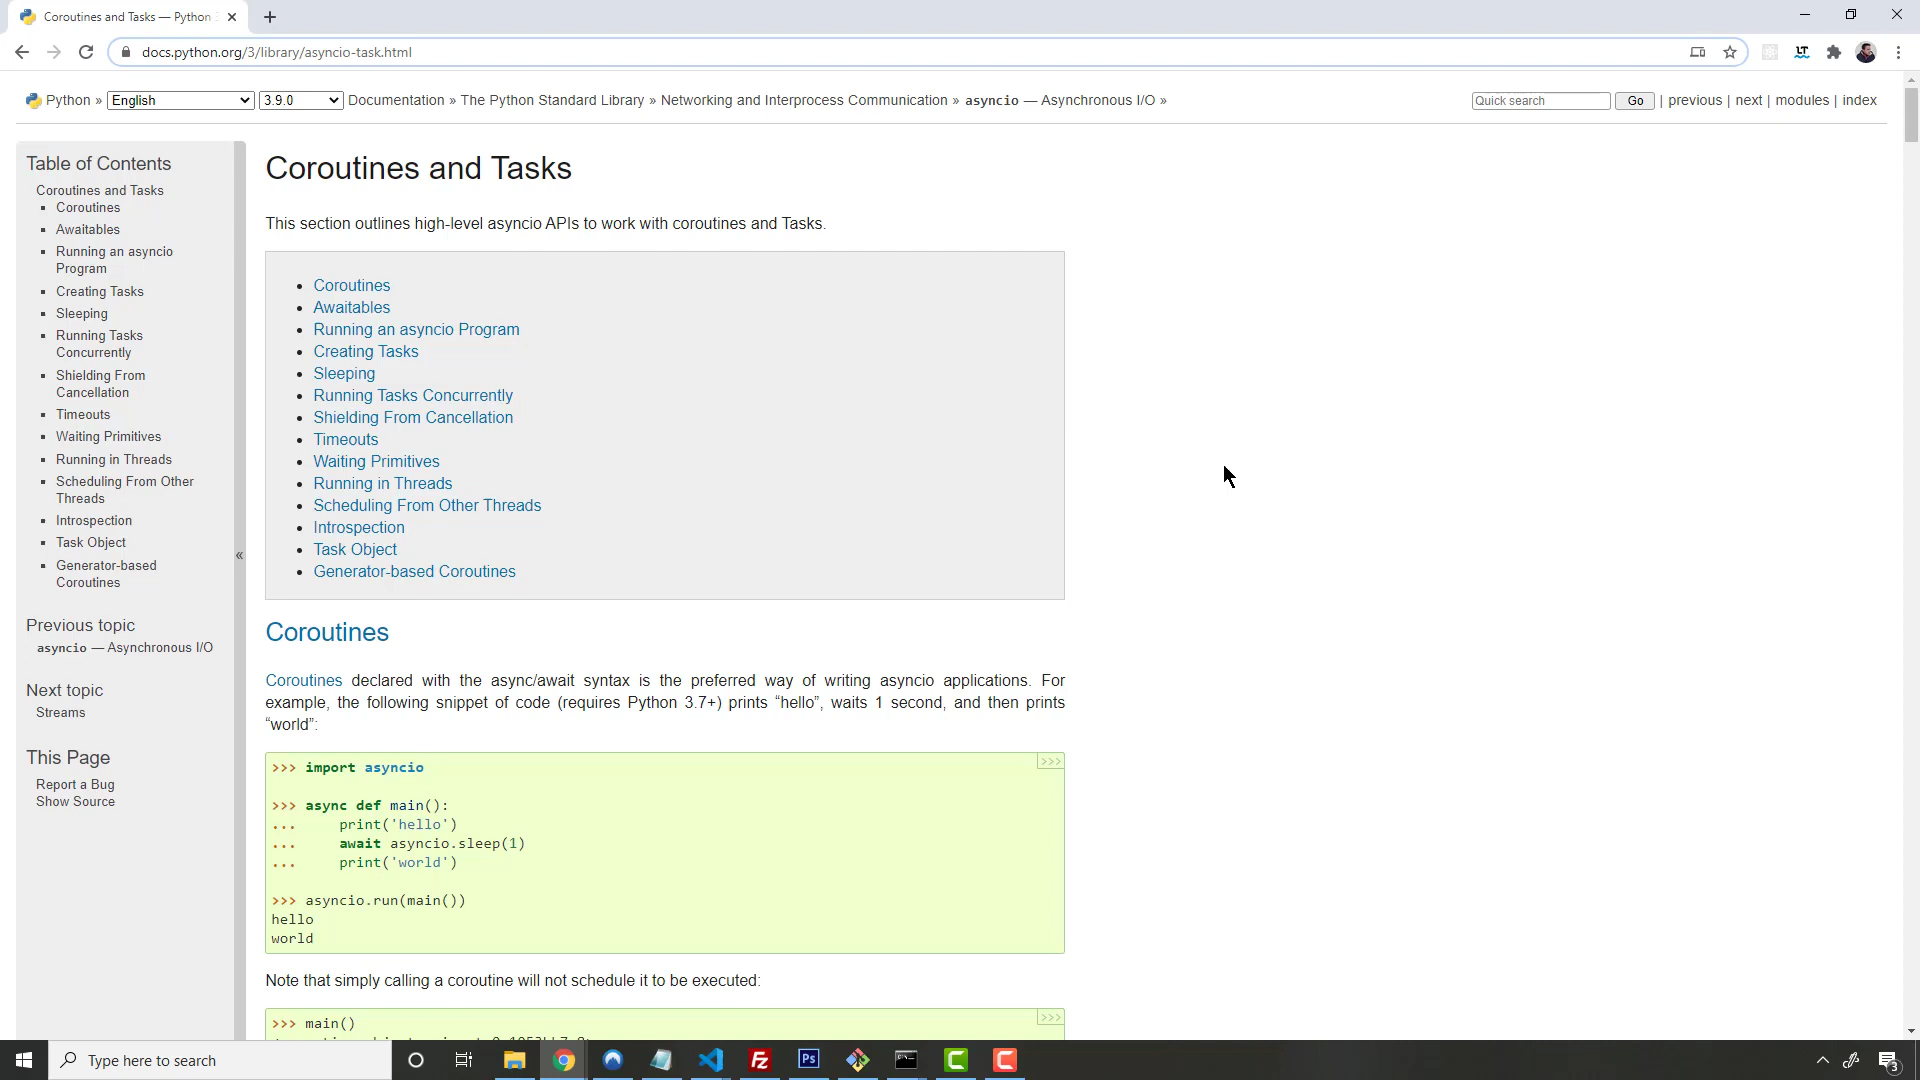 Coroutines and Tasks — Python
docs.python.org/3/library/asyncio-task.html
LT
Python » English 3.9.0 Documentation » The Python Standard Library » Networking and Interprocess Communication » asyncio — Asynchronous I/O »
Quick search Go | previous | next | modules | index
Table of Contents
Coroutines and Tasks
Coroutines
Awaitables
Running an asyncio
Program
Creating Tasks
Sleeping
Running Tasks
Concurrently
Shielding From
Cancellation
Timeouts
Waiting Primitives
Running in Threads
Scheduling From Other
Threads
Introspection
Task Object
Generator-based
Coroutines
Previous topic
asyncio — Asynchronous I/O
Next topic
Streams
This Page
Report a Bug
Show Source
«
Coroutines and Tasks
This section outlines high-level asyncio APIs to work with coroutines and Tasks.
Coroutines
Awaitables
Running an asyncio Program
Creating Tasks
Sleeping
Running Tasks Concurrently
Shielding From Cancellation
Timeouts
Waiting Primitives
Running in Threads
Scheduling From Other Threads
Introspection
Task Object
Generator-based Coroutines
Coroutines
Coroutines declared with the async/await syntax is the preferred way of writing asyncio applications. For
example, the following snippet of code (requires Python 3.7+) prints “hello”, waits 1 second, and then prints
“world”:
>>>
>>> import asyncio
>>> async def main():
...     print('hello')
...     await asyncio.sleep(1)
...     print('world')
>>> asyncio.run(main())
hello
world
Note that simply calling a coroutine will not schedule it to be executed:
>>>
>>> main()
Type here to search
Fz
Ps
C
C
3